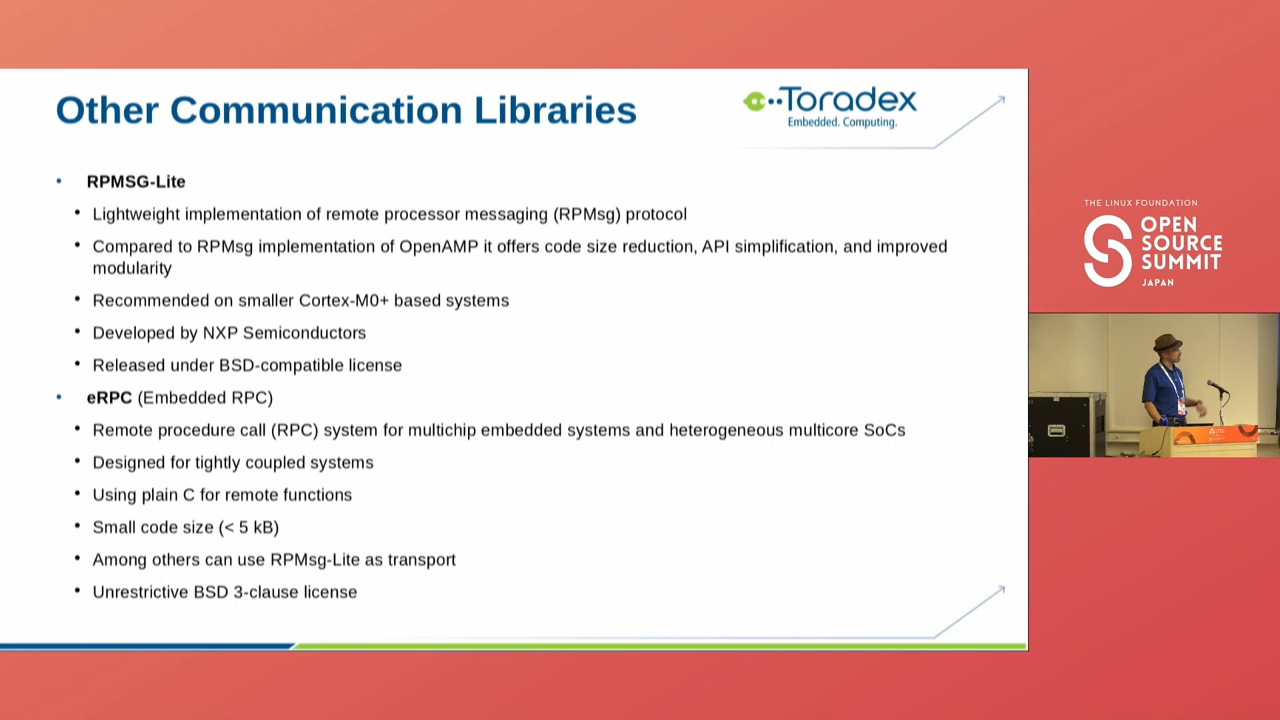 Other Communication Libraries
Toradex
Embedded. Computing.
• RPMSG-Lite
• Lightweight implementation of remote processor messaging (RPMsg) protocol
• Compared to RPMsg implementation of OpenAMP it offers code size reduction, API simplification, and improved
modularity
• Recommended on smaller Cortex-M0+ based systems
• Developed by NXP Semiconductors
• Released under BSD-compatible license
• eRPC (Embedded RPC)
• Remote procedure call (RPC) system for multichip embedded systems and heterogeneous multicore SoCs
• Designed for tightly coupled systems
• Using plain C for remote functions
• Small code size (< 5 kB)
• Among others can use RPMsg-Lite as transport
• Unrestrictive BSD 3-clause license
THE LINUX FOUNDATION
OPEN
SOURCE
SUMMIT
JAPAN